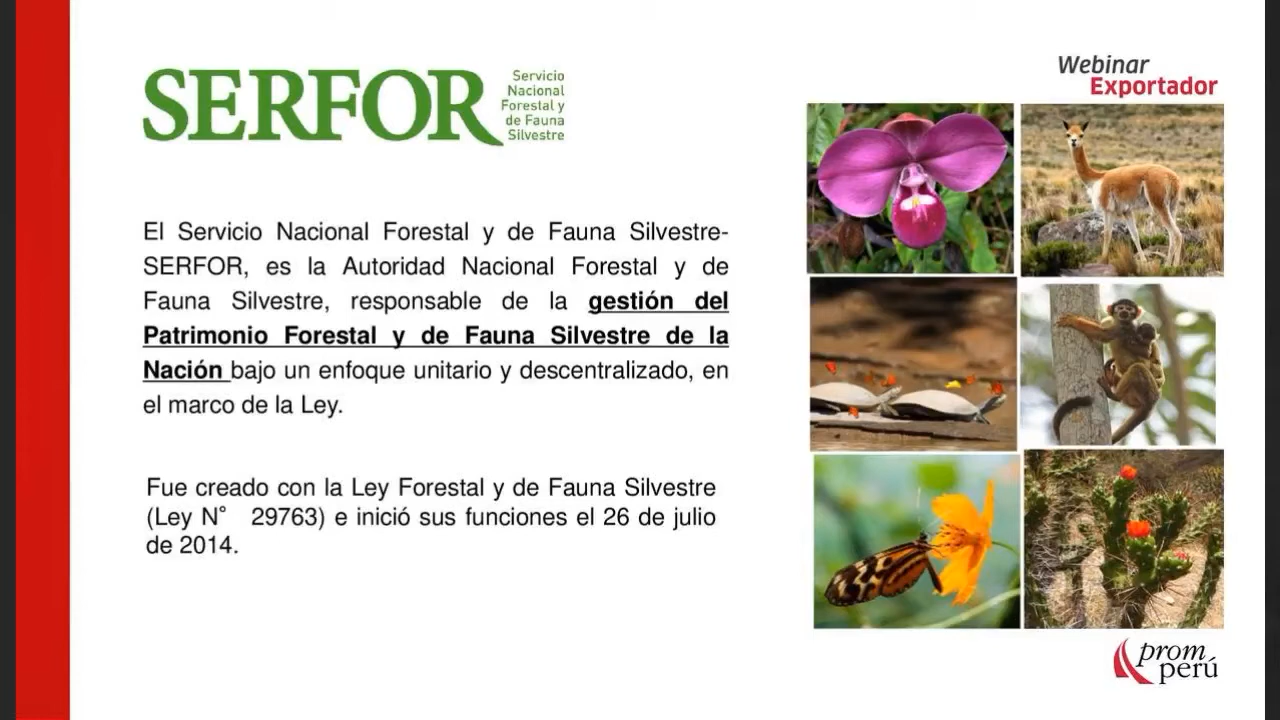 SERFOR
Servicio
Nacional
Forestal y
de Fauna
Silvestre
Webinar
Exportador
El Servicio Nacional Forestal y de Fauna Silvestre-
SERFOR, es la Autoridad Nacional Forestal y de
Fauna Silvestre, responsable de la gestión del
Patrimonio Forestal y de Fauna Silvestre de la
Nación bajo un enfoque unitario y descentralizado, en
el marco de la Ley.
Fue creado con la Ley Forestal y de Fauna Silvestre
(Ley N° 29763) e inició sus funciones el 26 de julio
de 2014.
prom
perú